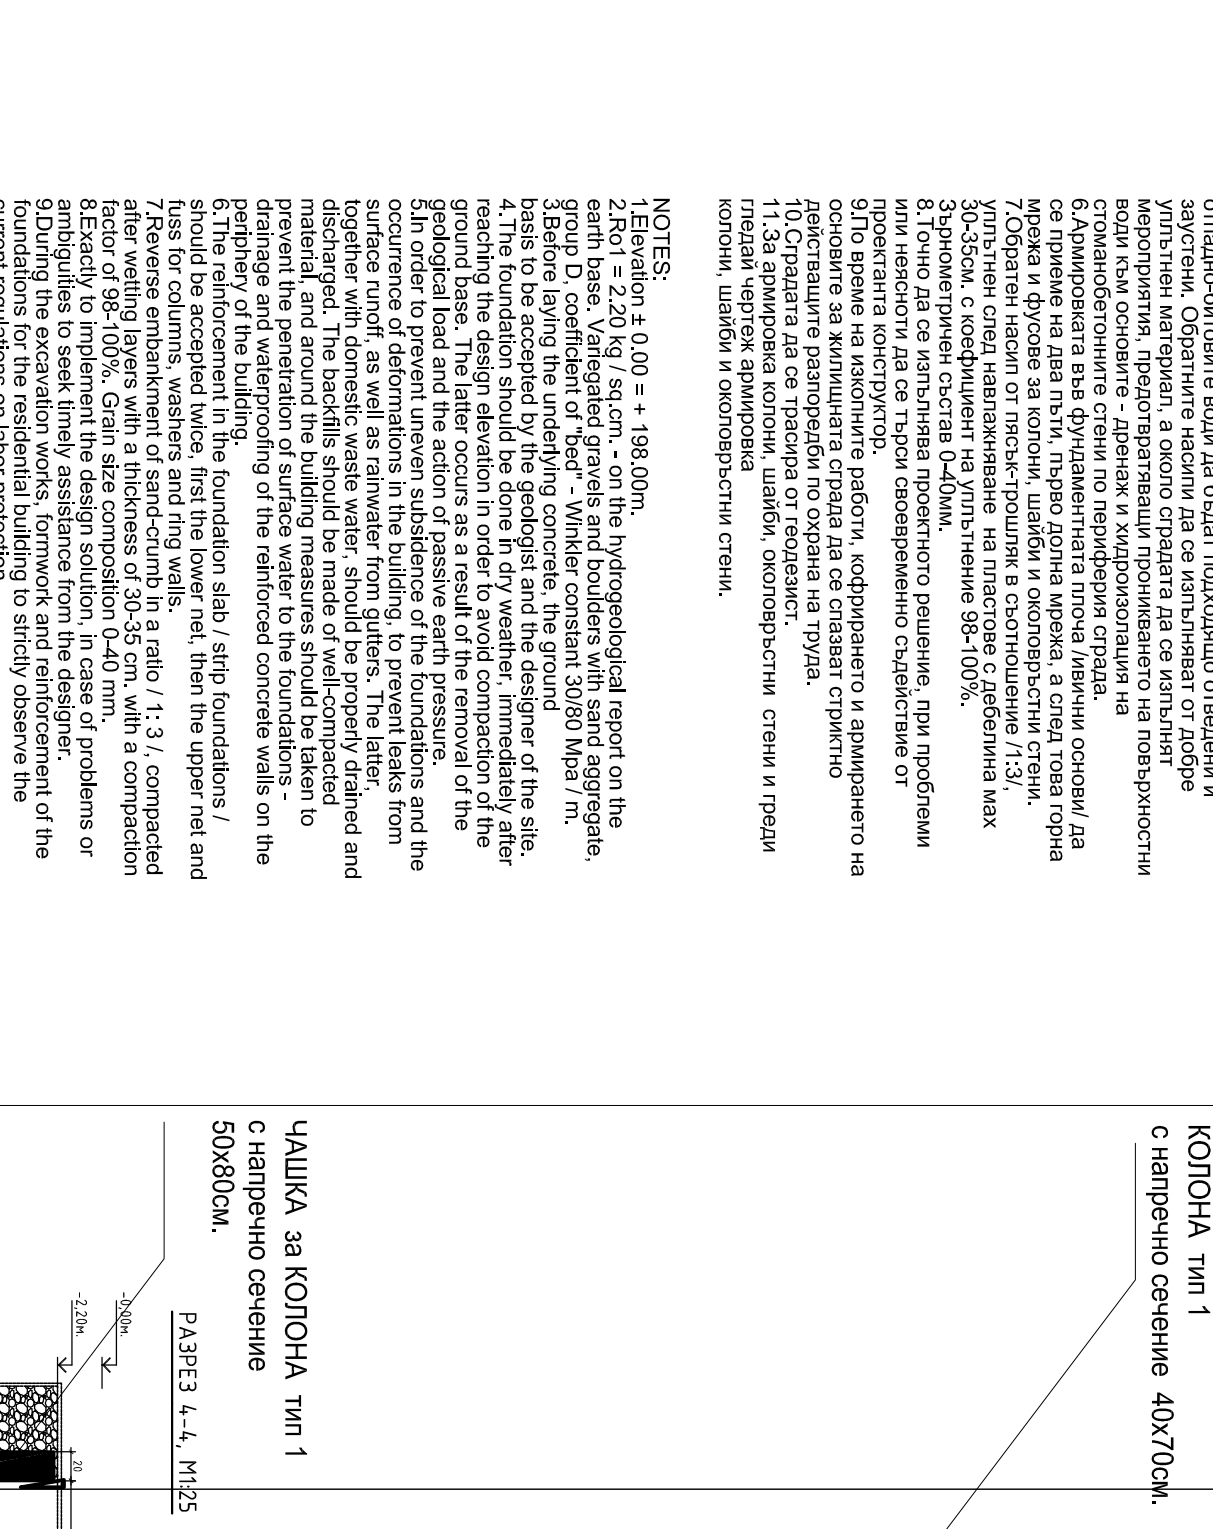 заустени. Обратните насипи да се изпълняват от добре
уплътнен материал, а около сградата да се изпълнят
мероприятия, предотвратяващи проникването на повърхностни
води към основите - дренаж и хидроизолация на
стоманобетонните стени по периферия сграда.
6.Армировката във фундаментната плоча /ивични основи/ да
се приеме на два пъти, първо долна мрежа, а след това горна
мрежа и фусове за колони, шайби и околовръстни стени.
7.Обратен насип от пясък-трошляк в съотношение /1:3/,
уплътнен след навлажняване на пластове с дебелина мах
30-35см. с коефициент на уплътнение 98-100%.
Зърнометричен състав 0-40мм.
8.Точно да се изпълнява проектното решение, при проблеми
или неясноти да се търси своевременно съдействие от
проектанта конструктор.
9.По време на изкопните работи, кофрирането и армирането на
основите за жилищната сграда да се спазват стриктно
действащите разпоредби по охрана на труда.
10.Сградата да се трасира от геодезист.
11.За армировка колони, шайби, околовръстни стени и греди
гледай чертеж армировка
колони, шайби и околовръстни стени.
NOTES:
1.Elevation ± 0.00 = + 198.00m.
2.Ro1 = 2.20 kg / sq.cm. - on the hydrogeological report on the
earth base. Variegated gravels and boulders with sand aggregate,
group D, coefficient of "bed" - Winkler constant 30/80 Mpa / m.
3.Before laying the underlying concrete, the ground
basis to be accepted by the geologist and the designer of the site.
4.The foundation should be done in dry weather, immediately after
reaching the design elevation in order to avoid compaction of the
ground base. The latter occurs as a result of the removal of the
geological load and the action of passive earth pressure.
5.In order to prevent uneven subsidence of the foundations and the
occurrence of deformations in the building, to prevent leaks from
surface runoff, as well as rainwater from gutters. The latter,
together with domestic waste water, should be properly drained and
discharged. The backfills should be made of well-compacted
material, and around the building measures should be taken to
prevent the penetration of surface water to the foundations -
drainage and waterproofing of the reinforced concrete walls on the
periphery of the building.
6.The reinforcement in the foundation slab / strip foundations /
should be accepted twice, first the lower net, then the upper net and
fuss for columns, washers and ring walls.
7.Reverse embankment of sand-crumb in a ratio / 1: 3 /, compacted
after wetting layers with a thickness of 30-35 cm. with a compaction
factor of 98-100%. Grain size composition 0-40 mm.
8.Exactly to implement the design solution, in case of problems or
ambiguities to seek timely assistance from the designer.
9.During the excavation works, formwork and reinforcement of the
foundations for the residential building to strictly observe the
КОЛОНА тип 1
с напречно сечение 40х70см.
ЧАШКА за КОЛОНА тип 1
с напречно сечение
50х80см.
РАЗРЕЗ 4-4, М1:25
-0,00м.
-2,20м.
20